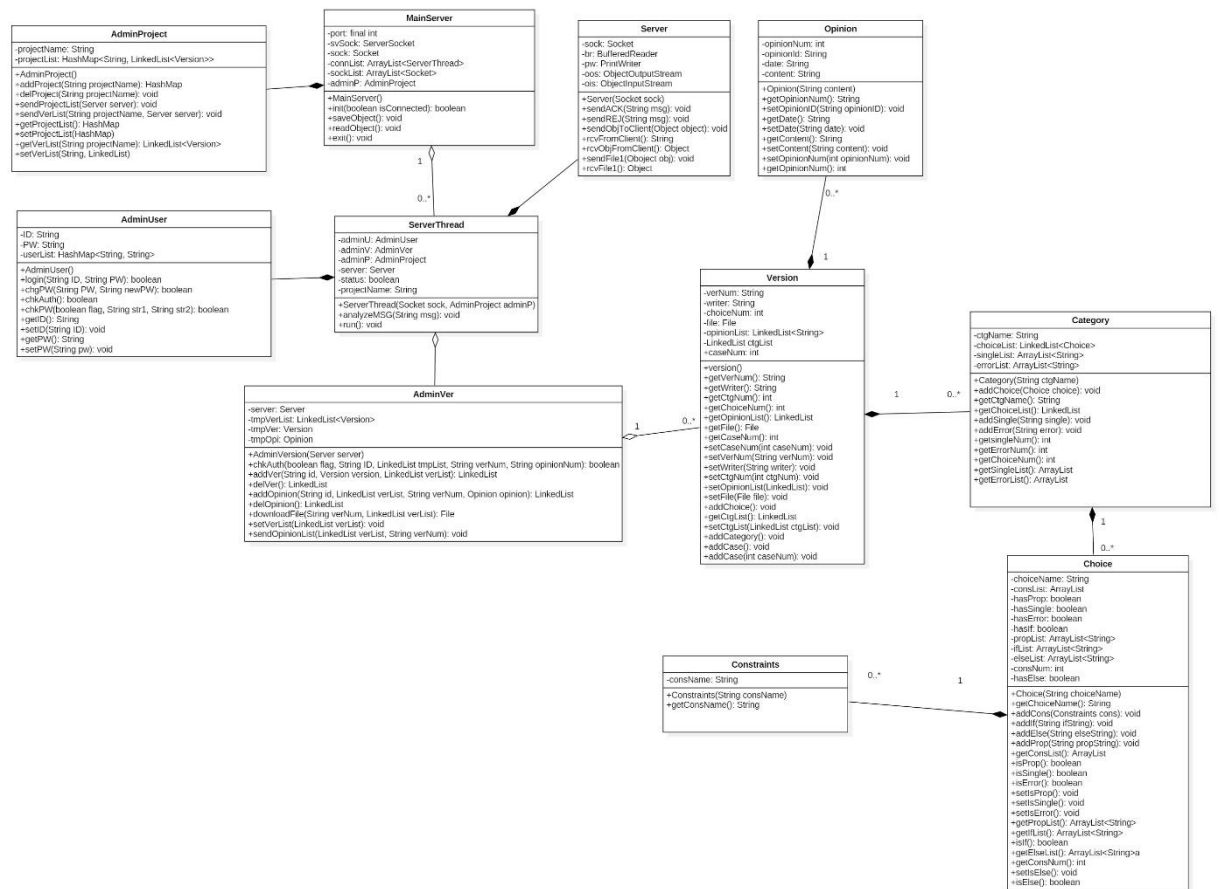 AdminProject
-projectName: String
-projectList: HashMap<String, LinkedList<Version>>
+AdminProject()
+addProject(String projectName): HashMap
+delProject(String projectName): void
+sendProjectList(Server server): void
+sendVerList(String projectName, Server server): void
+getProjectList(): HashMap
+setProjectList(HashMap)
+getVerList(String projectName): LinkedList<Version>
+setVerList(String, LinkedList)
MainServer
-port: final int
-svSock: ServerSocket
-sock: Socket
-connList: ArrayList<ServerThread>
-sockList: ArrayList<Socket>
-adminP: AdminProject
+MainServer()
+init(boolean isConnected): boolean
+saveObject(): void
+readObject(): void
+exit(): void
1
0..*
Server
-sock: Socket
-br: BufferedReader
-pw: PrintWriter
-oos: ObjectOutputStream
-ois: ObjectInputStream
+Server(Socket sock)
+sendACK(String msg): void
+sendREJ(String msg): void
+sendObjToClient(Object object): void
+rcvFromClient(): String
+rcvObjFromClient(): Object
+sendFile1(Oboject obj): void
+rcvFile1(): Object
Opinion
-opinionNum: int
-opinionId: String
-date: String
-content: String
+Opinion(String content)
+getOpinionNum(): String
+setOpinionID(String opinionID): void
+getDate(): String
+setDate(String date): void
+getContent(): String
+setContent(String content): void
+setOpinionNum(int opinionNum): void
+getOpinionNum(): int
0..*
1
AdminUser
-ID: String
-PW: String
-userList: HashMap<String, String>
+AdminUser()
+login(String ID, String PW): boolean
+chgPW(String PW, String newPW): boolean
+chkAuth(): boolean
+chkPW(boolean flag, String str1, String str2): boolean
+getID(): String
+setID(String ID): void
+getPW(): String
+setPW(String pw): void
ServerThread
-adminU: AdminUser
-adminV: AdminVer
-adminP: AdminProject
-server: Server
-status: boolean
-projectName: String
+ServerThread(Socket sock, AdminProject adminP)
+analyzeMSG(String msg): void
+run(): void
Version
-verNum: String
-writer: String
-choiceNum: int
-file: File
-opinionList: LinkedList<String>
-LinkedList ctgList
+caseNum: int
+version()
+getVerNum(): String
+getWriter(): String
+getCtgNum(): int
+getChoiceNum(): int
+getOpinionList(): LinkedList
+getFile(): File
+getCaseNum(): int
+setCaseNum(int caseNum): void
+setVerNum(String verNum): void
+setWriter(String writer): void
+setCtgNum(int ctgNum): void
+setOpinionList(LinkedList): void
+setFile(File file): void
+addChoice(): void
+getCtgList(): LinkedList
+setCtgList(LinkedList ctgList): void
+addCategory(): void
+addCase(): void
+addCase(int caseNum): void
1
0..*
Category
-ctgName: String
-choiceList: LinkedList<Choice>
-singleList: ArrayList<String>
-errorList: ArrayList<String>
+Category(String ctgName)
+addChoice(Choice choice): void
+getCtgName(): String
+getChoiceList(): LinkedList
+addSingle(String single): void
+addError(String error): void
+getsingleNum(): int
+getErrorNum(): int
+getChoiceNum(): int
+getSingleList(): ArrayList
+getErrorList(): ArrayList
1
0..*
AdminVer
-server: Server
-tmpVerList: LinkedList<Version>
-tmpVer: Version
-tmpOpi: Opinion
+AdminVersion(Server server)
+chkAuth(boolean flag, String ID, LinkedList tmpList, String verNum, String opinionNum): boolean
+addVer(String id, Version version, LinkedList verList): LinkedList
+delVer(): LinkedList
+addOpinion(String id, LinkedList verList, String verNum, Opinion opinion): LinkedList
+delOpinion(): LinkedList
+downloadFile(String verNum, LinkedList verList): File
+setVerList(LinkedList verList): void
+sendOpinionList(LinkedList verList, String verNum): void
1
0..*
Choice
-choiceName: String
-consList: ArrayList
-hasProp: boolean
-hasSingle: boolean
-hasError: boolean
-hasIf: boolean
-propList: ArrayList<String>
-ifList: ArrayList<String>
-elseList: ArrayList<String>
-consNum: int
-hasElse: boolean
+Choice(String choiceName)
+getChoiceName(): String
+addCons(Constraints cons): void
+addIf(String ifString): void
+addElse(String elseString): void
+addProp(String propString): void
+getConsList(): ArrayList
+isProp(): boolean
+isSingle(): boolean
+isError(): boolean
+setIsProp(): void
+setIsSingle(): void
+setIsError(): void
+getPropList(): ArrayList<String>
+getIfList(): ArrayList<String>
+isIf(): boolean
+getElseList(): ArrayList<String>a
+getConsNum(): int
+setIsElse(): void
+isElse(): boolean
Constraints
-consName: String
+Constraints(String consName)
+getConsName(): String
0..*
1